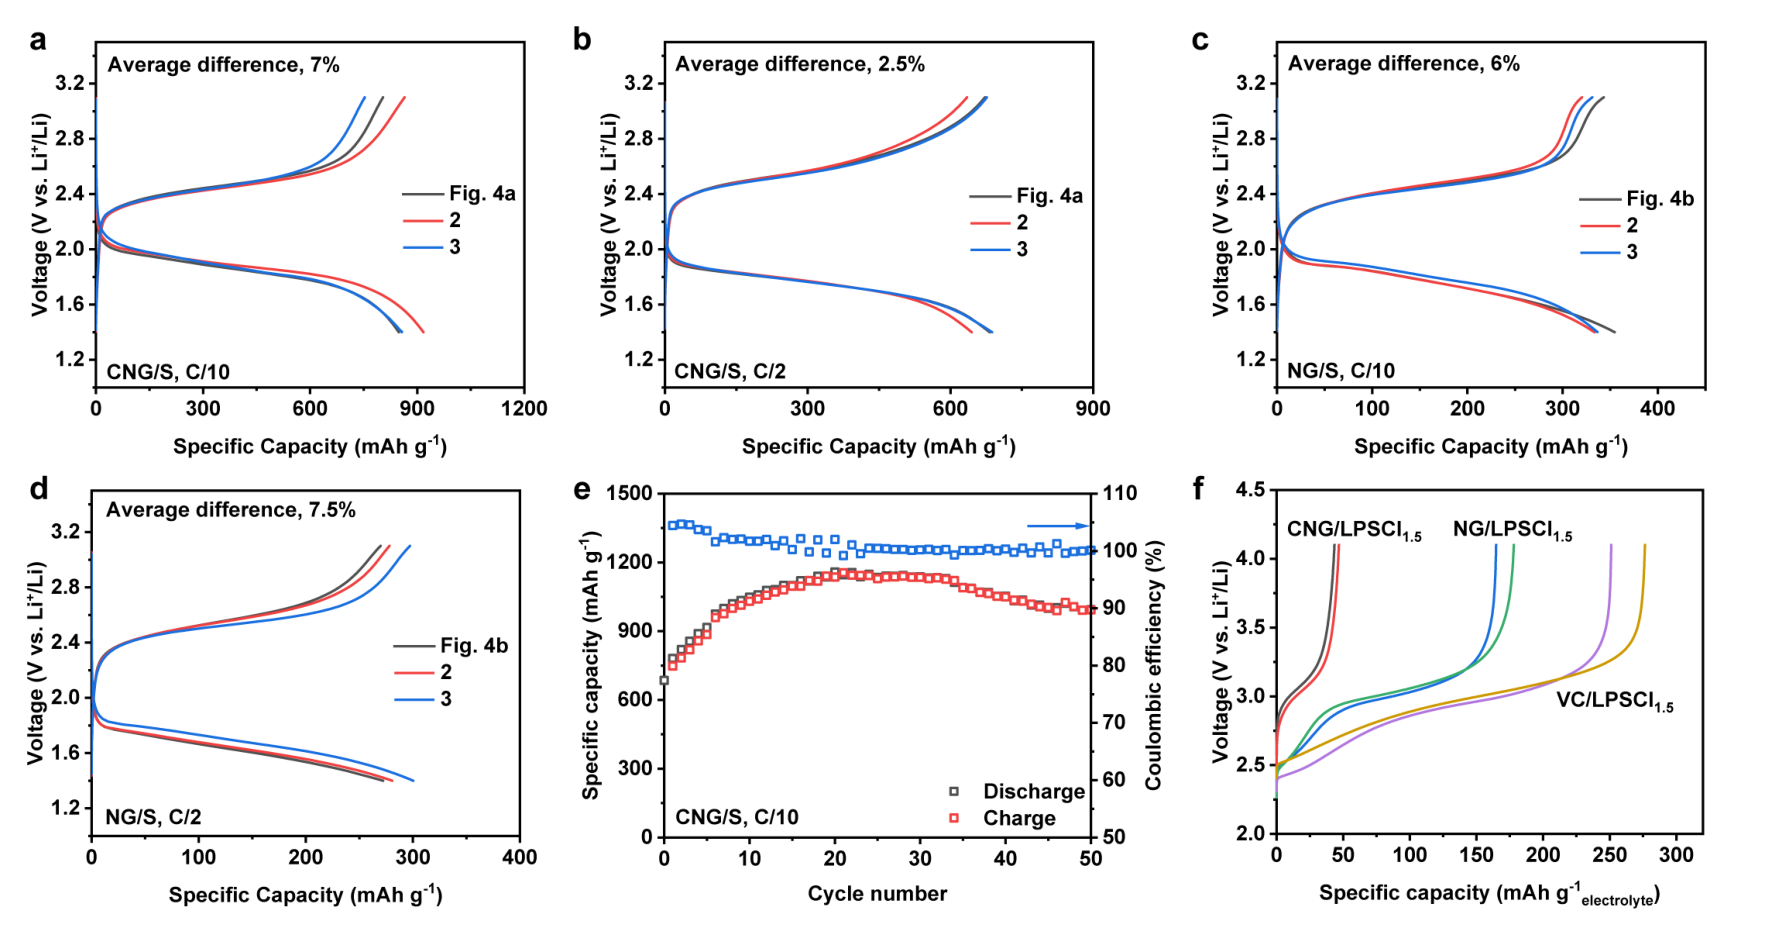 a
Average difference, 7%
3.2
2.8
2.4
2.0
1.6
1.2
Voltage (V vs. Li⁺/Li)
Fig. 4a
2
3
CNG/S, C/10
0 300 600 900 1200
Specific Capacity (mAh g⁻¹)
b
Average difference, 2.5%
3.2
2.8
2.4
2.0
1.6
1.2
Voltage (V vs. Li⁺/Li)
Fig. 4a
2
3
CNG/S, C/2
0 300 600 900
Specific Capacity (mAh g⁻¹)
c
Average difference, 6%
3.2
2.8
2.4
2.0
1.6
1.2
Voltage (V vs. Li⁺/Li)
Fig. 4b
2
3
NG/S, C/10
0 100 200 300 400
Specific Capacity (mAh g⁻¹)
d
Average difference, 7.5%
3.2
2.8
2.4
2.0
1.6
1.2
Voltage (V vs. Li⁺/Li)
Fig. 4b
2
3
NG/S, C/2
0 100 200 300 400
Specific Capacity (mAh g⁻¹)
e
1500
1200
900
600
300
0
Specific capacity (mAh g⁻¹)
110
100
90
80
70
60
50
Coulombic efficiency (%)
Discharge
Charge
CNG/S, C/10
0 10 20 30 40 50
Cycle number
f
4.5
4.0
3.5
3.0
2.5
2.0
Voltage (V vs. Li⁺/Li)
CNG/LPSCl₁.₅ NG/LPSCl₁.₅
VC/LPSCl₁.₅
0 50 100 150 200 250 300
Specific capacity (mAh g⁻¹electrolyte)